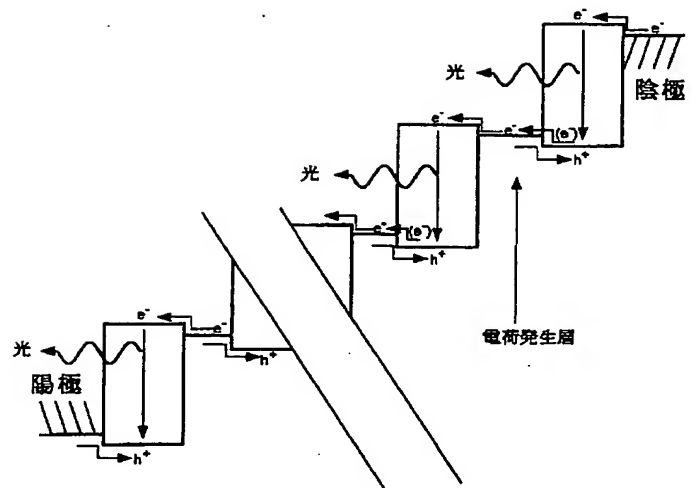 e⁻ e⁻
光
陰極
e⁻ e⁻ (e⁻)
h⁺
光
e⁻ (e⁻)
h⁺
電荷発生層
e⁻ e⁻
h⁺
光
陽極
h⁺